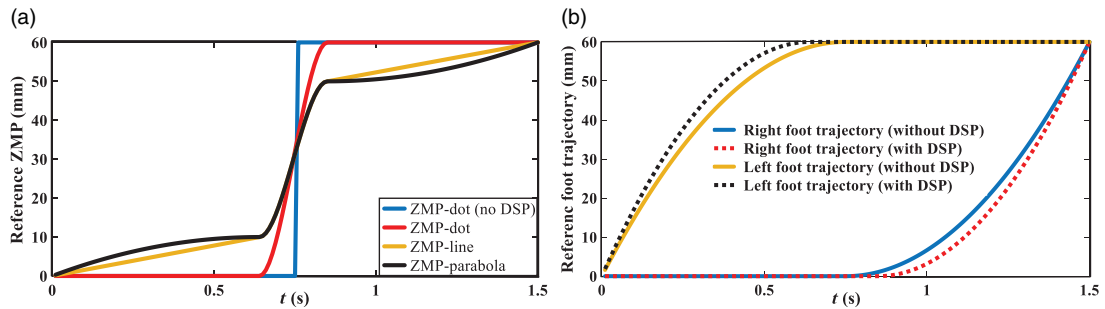 (a)
Reference ZMP (mm)
60
50
40
30
20
10
0
ZMP-dot (no DSP)
ZMP-dot
ZMP-line
ZMP-parabola
0
0.5
1
1.5
t (s)
(b)
Referenc foot trajectory (mm)
60
50
40
30
20
10
0
Right foot trajectory (without DSP)
Right foot trajectory (with DSP)
Left foot trajectory (without DSP)
Left foot trajectory (with DSP)
0
0.5
1
1.5
t (s)